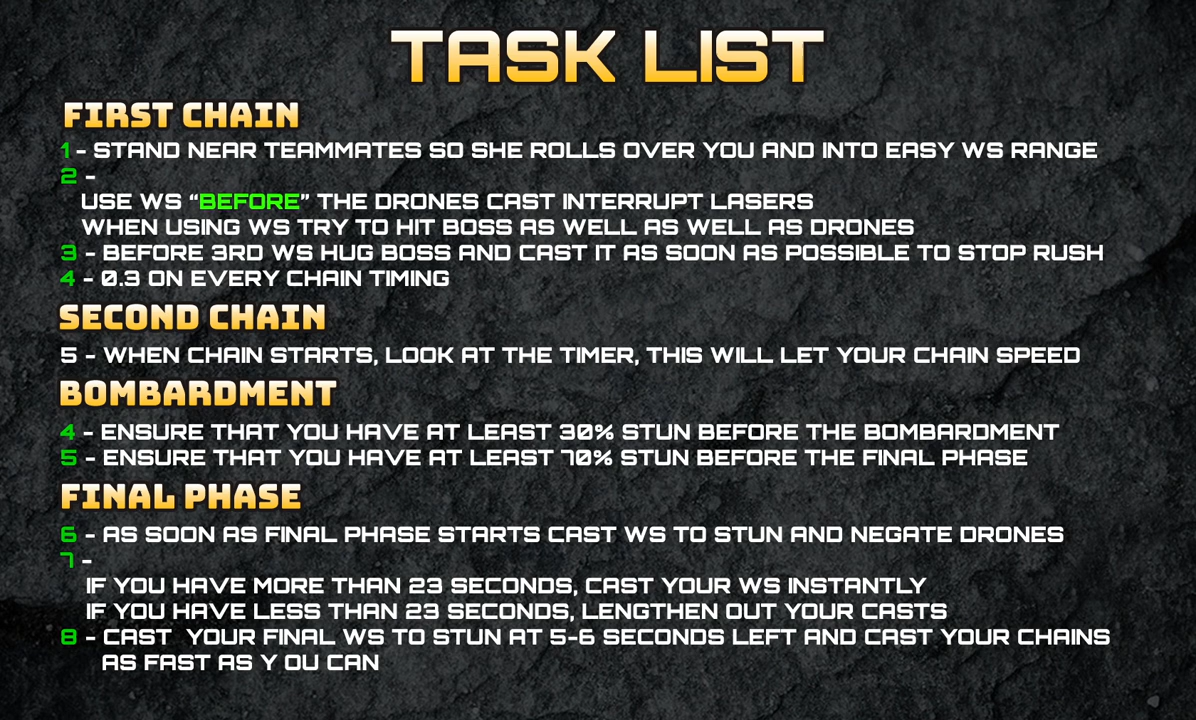 TASK LIST
FIRST CHAIN
1 - STAND NEAR TEAMMATES SO SHE ROLLS OVER YOU AND INTO EASY WS RANGE
2 -
USE WS “BEFORE” THE DRONES CAST INTERRUPT LASERS
WHEN USING WS TRY TO HIT BOSS AS WELL AS WELL AS DRONES
3 - BEFORE 3RD WS HUG BOSS AND CAST IT AS SOON AS POSSIBLE TO STOP RUSH
4 - 0.3 ON EVERY CHAIN TIMING
SECOND CHAIN
5 - WHEN CHAIN STARTS, LOOK AT THE TIMER, THIS WILL LET YOUR CHAIN SPEED
BOMBARDMENT
4 - ENSURE THAT YOU HAVE AT LEAST 30% STUN BEFORE THE BOMBARDMENT
5 - ENSURE THAT YOU HAVE AT LEAST 70% STUN BEFORE THE FINAL PHASE
FINAL PHASE
6 - AS SOON AS FINAL PHASE STARTS CAST WS TO STUN AND NEGATE DRONES
7 -
IF YOU HAVE MORE THAN 23 SECONDS, CAST YOUR WS INSTANTLY
IF YOU HAVE LESS THAN 23 SECONDS, LENGTHEN OUT YOUR CASTS
8 - CAST  YOUR FINAL WS TO STUN AT 5-6 SECONDS LEFT AND CAST YOUR CHAINS
AS FAST AS Y OU CAN